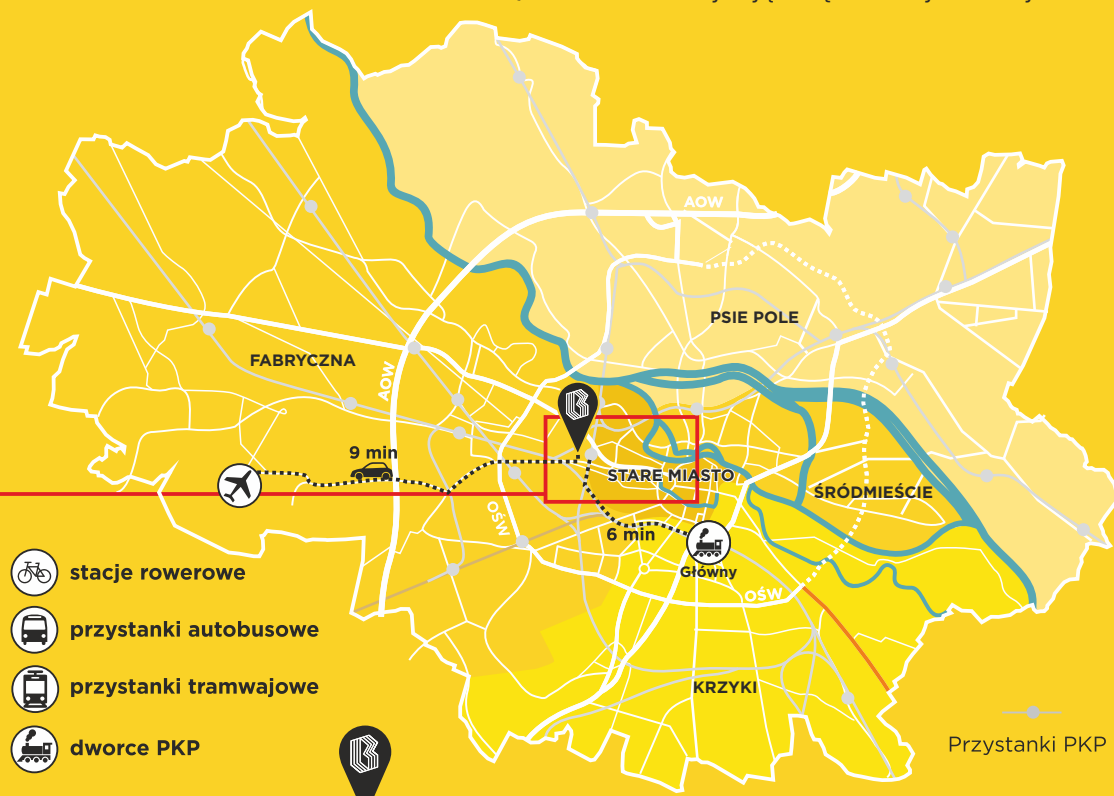 AOW
PSIE POLE
FABRYCZNA
AOW
9 min
STARE MIASTO
ŚRÓDMIEŚCIE
OŚW
6 min
Główny
OŚW
stacje rowerowe
przystanki autobusowe
przystanki tramwajowe
KRZYKI
dworce PKP
Przystanki PKP